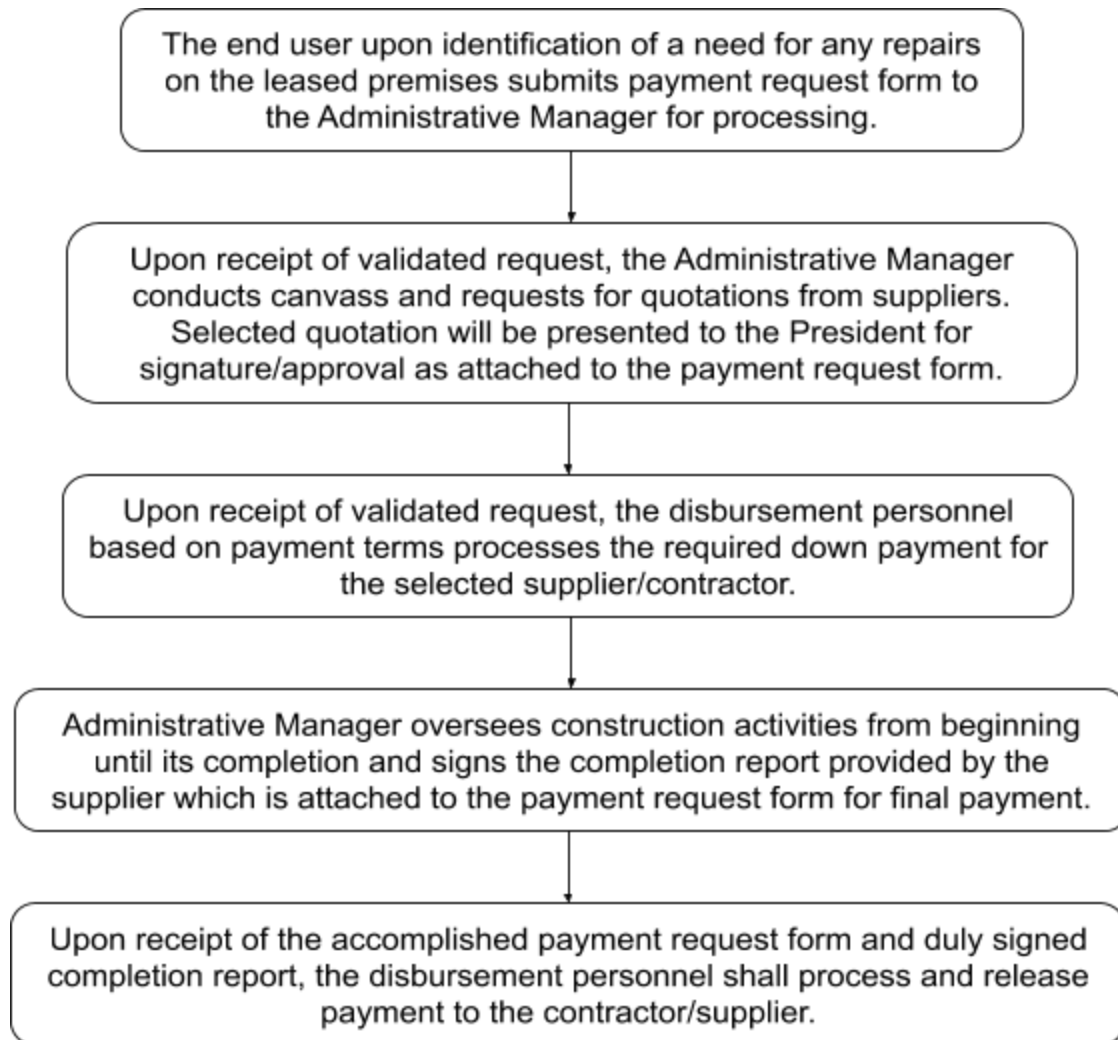 The end user upon identification of a need for any repairs
on the leased premises submits payment request form to
the Administrative Manager for processing.
Upon receipt of validated request, the Administrative Manager
conducts canvass and requests for quotations from suppliers.
Selected quotation will be presented to the President for
signature/approval as attached to the payment request form.
Upon receipt of validated request, the disbursement personnel
based on payment terms processes the required down payment for
the selected supplier/contractor.
Administrative Manager oversees construction activities from beginning
until its completion and signs the completion report provided by the
supplier which is attached to the payment request form for final payment.
Upon receipt of the accomplished payment request form and duly signed
completion report, the disbursement personnel shall process and release
payment to the contractor/supplier.